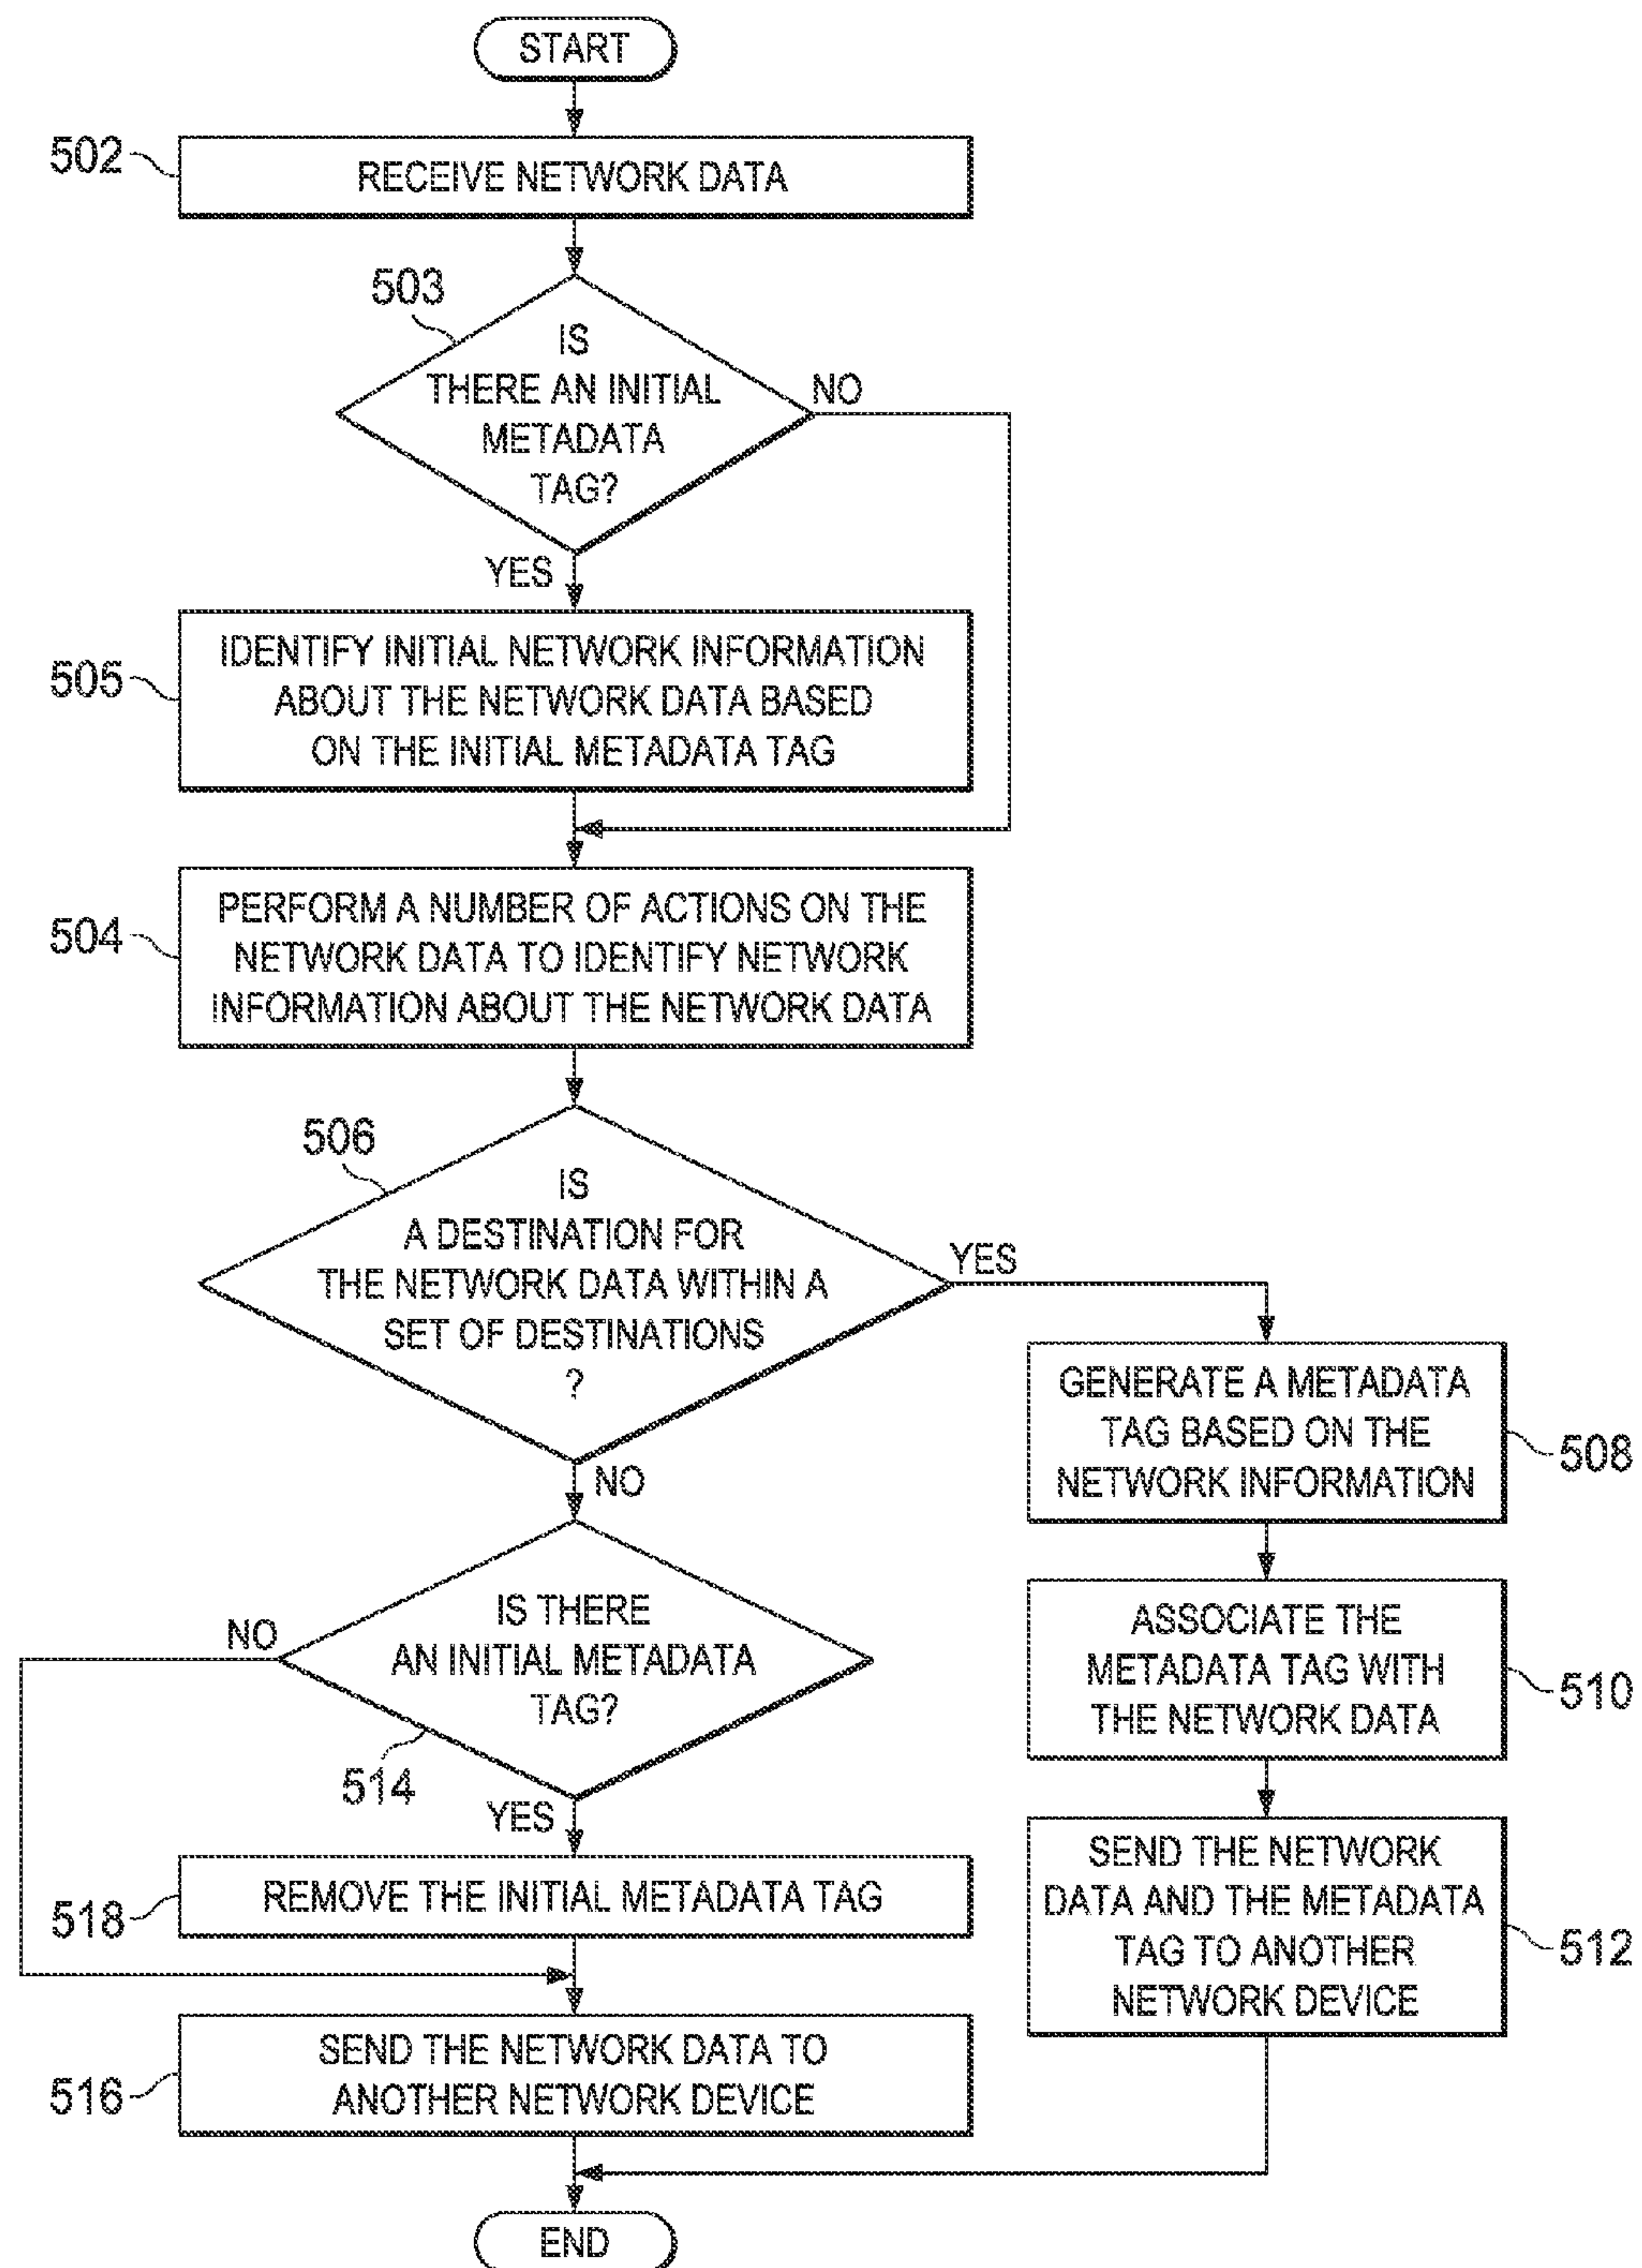 START
502
RECEIVE NETWORK DATA
503
IS
THERE AN INITIAL
METADATA
TAG?
NO
YES
505
IDENTIFY INITIAL NETWORK INFORMATION
ABOUT THE NETWORK DATA BASED
ON THE INITIAL METADATA TAG
504
PERFORM A NUMBER OF ACTIONS ON THE
NETWORK DATA TO IDENTIFY NETWORK
INFORMATION ABOUT THE NETWORK DATA
506
IS
A DESTINATION FOR
THE NETWORK DATA WITHIN A
SET OF DESTINATIONS
?
YES
NO
GENERATE A METADATA
TAG BASED ON THE
NETWORK INFORMATION
508
ASSOCIATE THE
METADATA TAG WITH
THE NETWORK DATA
510
SEND THE NETWORK
DATA AND THE METADATA
TAG TO ANOTHER
NETWORK DEVICE
512
IS THERE
AN INITIAL METADATA
TAG?
NO
514
YES
518
REMOVE THE INITIAL METADATA TAG
516
SEND THE NETWORK DATA TO
ANOTHER NETWORK DEVICE
END